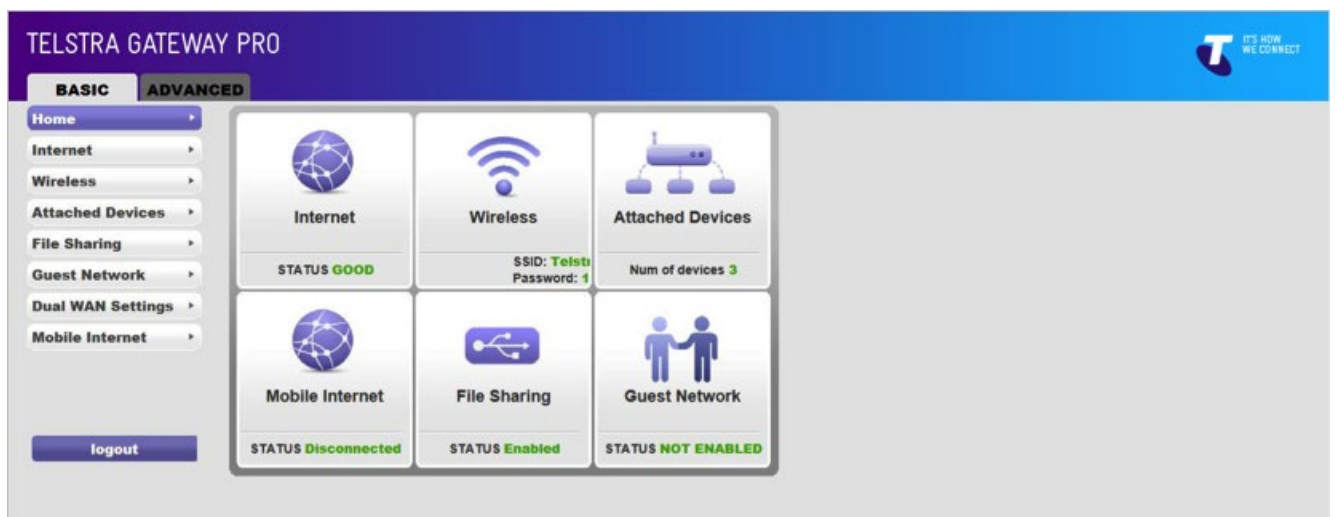 TELSTRA GATEWAY PRO
IT'S HOW
WE CONNECT
BASIC ADVANCED
Home
Internet
Wireless
Attached Devices
File Sharing
Guest Network
Dual WAN Settings
Mobile Internet
logout
Internet
STATUS GOOD
Wireless
SSID: Telst
Password: 1
Attached Devices
Num of devices 3
Mobile Internet
STATUS Disconnected
File Sharing
STATUS Enabled
Guest Network
STATUS NOT ENABLED